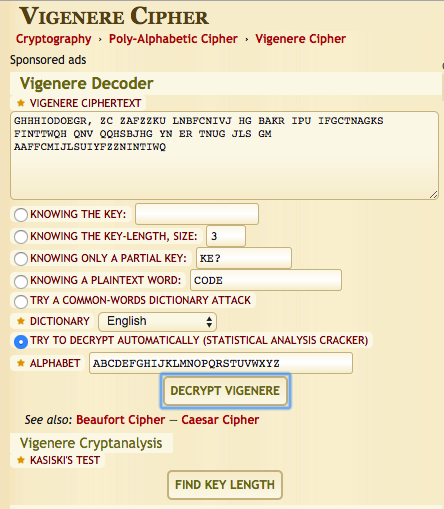 VIGENERE CIPHER
Cryptography › Poly-Alphabetic Cipher › Vigenere Cipher
Sponsored ads
Vigenere Decoder
★ VIGENERE CIPHERTEXT
GHHHIODOEGR, ZC ZAFZZKU LNBFCNIVJ HG BAKR IPU IFGCTNAGKS
FINTTWQH QNV QQHSBJHG YN ER TNUG JLS GM
AAFFCMIJLSUIYFZZNINTIWQ
KNOWING THE KEY:
KNOWING THE KEY-LENGTH, SIZE: 3
KNOWING ONLY A PARTIAL KEY: KE?
KNOWING A PLAINTEXT WORD: CODE
TRY A COMMON-WORDS DICTIONARY ATTACK
★ DICTIONARY English
TRY TO DECRYPT AUTOMATICALLY (STATISTICAL ANALYSIS CRACKER)
★ ALPHABET ABCDEFGHIJKLMNOPQRSTUVWXYZ
DECRYPT VIGENERE
See also: Beaufort Cipher — Caesar Cipher
Vigenere Cryptanalysis
★ KASISKI'S TEST
FIND KEY LENGTH